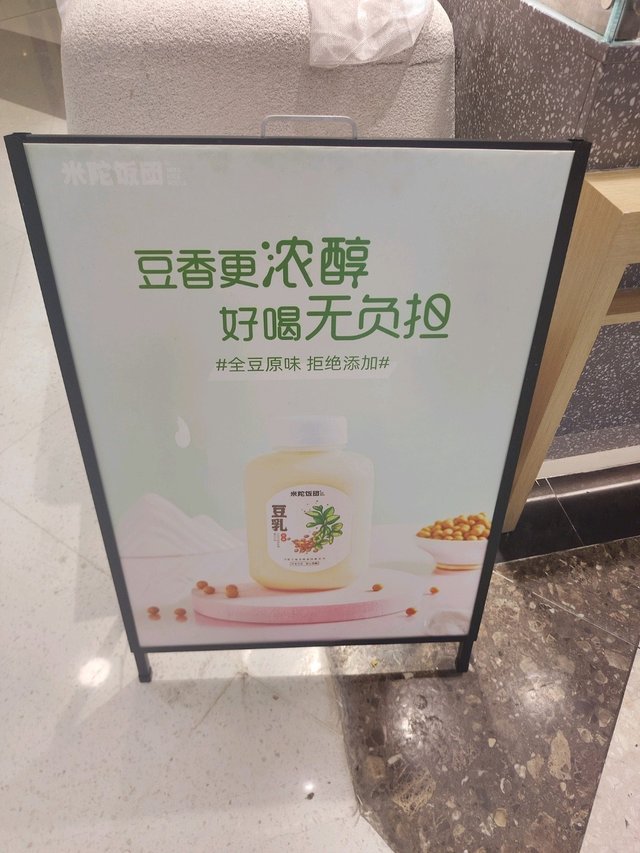 米陀饭团
豆香更浓醇
好喝无负担
#全豆原味 拒绝添加#
米陀饭团
豆乳